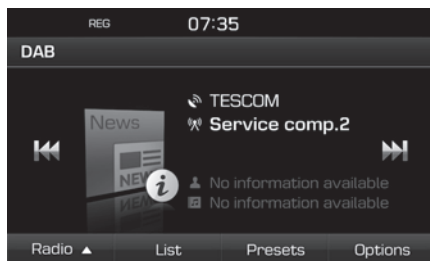 REG 07:35
DAB
TESCOM
News
Service comp.2
NEW
No information available
No information available
Radio List Presets Options